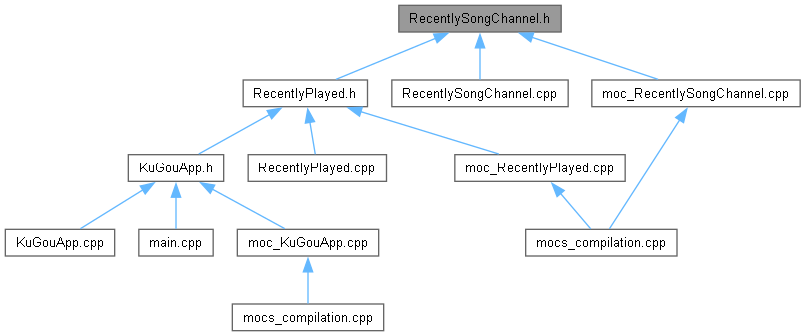 RecentlySongChannel.h
RecentlyPlayed.h
RecentlySongChannel.cpp
moc_RecentlySongChannel.cpp
KuGouApp.h
RecentlyPlayed.cpp
moc_RecentlyPlayed.cpp
KuGouApp.cpp
main.cpp
moc_KuGouApp.cpp
mocs_compilation.cpp
mocs_compilation.cpp